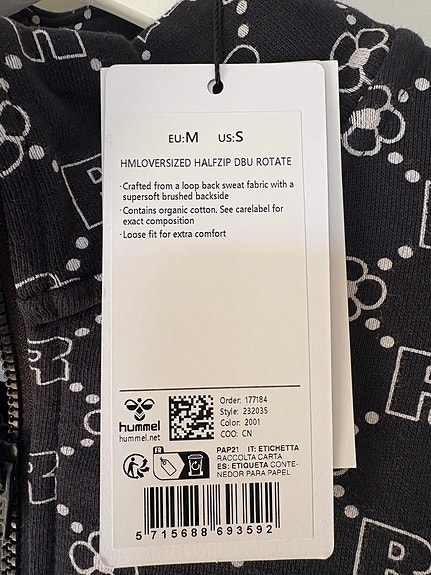 EU:M US:S
HMLOVERSIZED HALFZIP DBU ROTATE
·Crafted from a loop back sweat fabric with a
supersoft brushed backside
·Contains organic cotton. See carelabel for
exact composition
·Loose fit for extra comfort
hummel
hummel.net
Order: 177184
Style: 232035
Color: 2001
COO: CN
FR
PAP21 IT: ETICHETTA
RACCOLTA CARTA
ES: ETIQUETA CONTE-
NEDOR PARA PAPEL
5 715688 693592
R
R
R
R